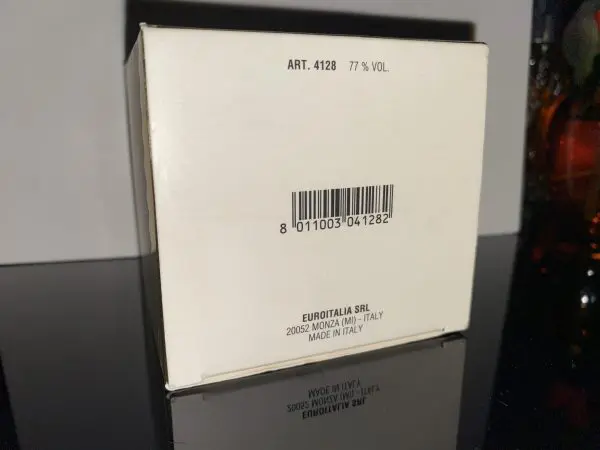 ART. 4128 77 % VOL.
8 011003 041282
EUROITALIA SRL
20052 MONZA (MI) - ITALY
MADE IN ITALY